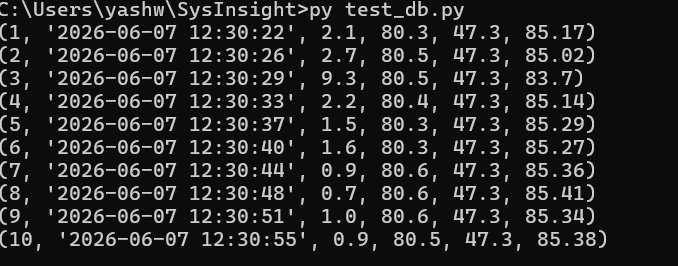 C:\Users\yashw\SysInsight>py test_db.py
(1, '2026-06-07 12:30:22', 2.1, 80.3, 47.3, 85.17)
(2, '2026-06-07 12:30:26', 2.7, 80.5, 47.3, 85.02)
(3, '2026-06-07 12:30:29', 9.3, 80.5, 47.3, 83.7)
(4, '2026-06-07 12:30:33', 2.2, 80.4, 47.3, 85.14)
(5, '2026-06-07 12:30:37', 1.5, 80.3, 47.3, 85.29)
(6, '2026-06-07 12:30:40', 1.6, 80.3, 47.3, 85.27)
(7, '2026-06-07 12:30:44', 0.9, 80.6, 47.3, 85.36)
(8, '2026-06-07 12:30:48', 0.7, 80.6, 47.3, 85.41)
(9, '2026-06-07 12:30:51', 1.0, 80.6, 47.3, 85.34)
(10, '2026-06-07 12:30:55', 0.9, 80.5, 47.3, 85.38)